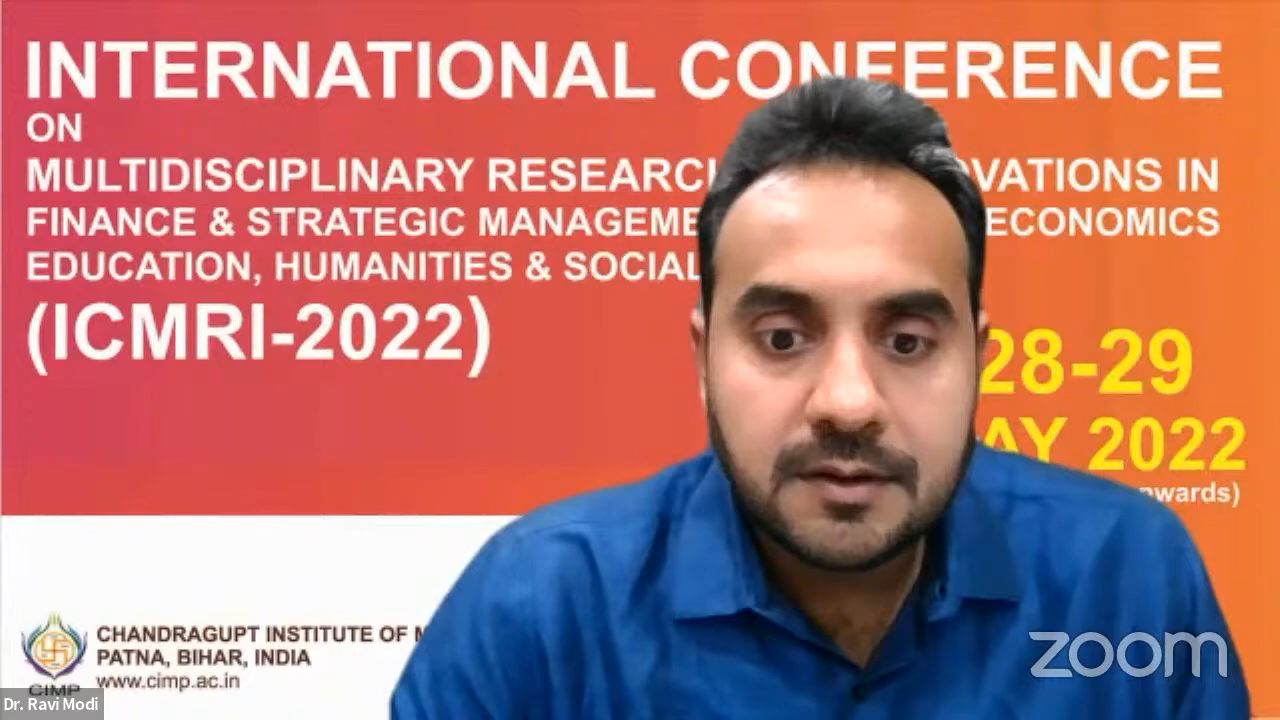 INTERNATIONAL CONFERENCE
ON
MULTIDISCIPLINARY RESEARCH VATIONS IN
FINANCE & STRATEGIC MANAGEME ECONOMICS
EDUCATION, HUMANITIES & SOCIAL
(ICMRI-2022)
28-29
AY 2022
nwards)
CHANDRAGUPT INSTITUTE OF M
PATNA, BIHAR, INDIA
www.cimp.ac.in
CIMP
Dr. Ravi Modi
zoom